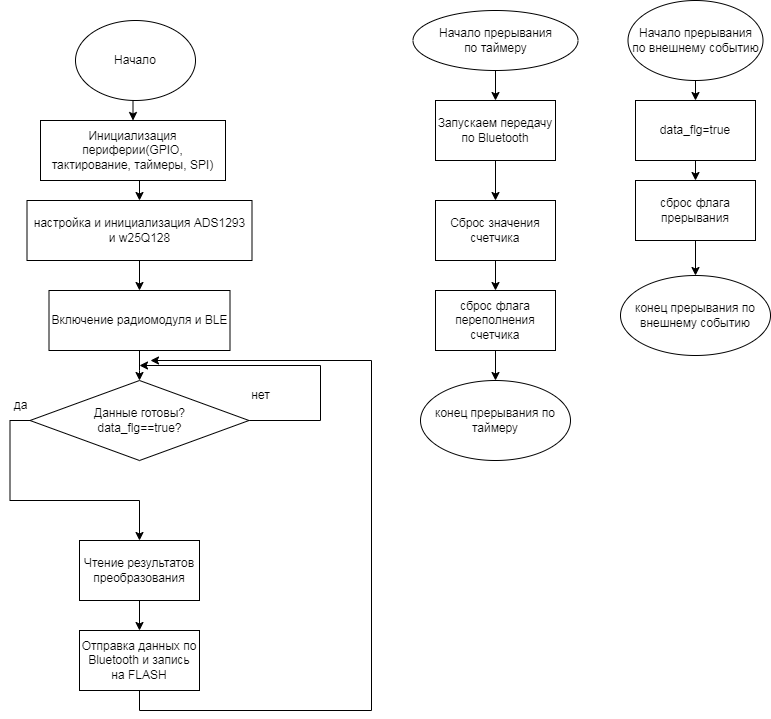 Начало
Инициализация
периферии(GPIO,
тактирование, таймеры, SPI)
настройка и инициализация ADS1293
и w25Q128
Включение радиомодуля и BLE
да
Данные готовы?
data_flg==true?
нет
Чтение результатов
преобразования
Отправка данных по
Bluetooth и запись
на FLASH
Начало прерывания
по таймеру
Запускаем передачу
по Bluetooth
Сброс значения
счетчика
сброс флага
переполнения
счетчика
конец прерывания по
таймеру
Начало прерывания
по внешнему событию
data_flg=true
сброс флага
прерывания
конец прерывания по
внешнему событию